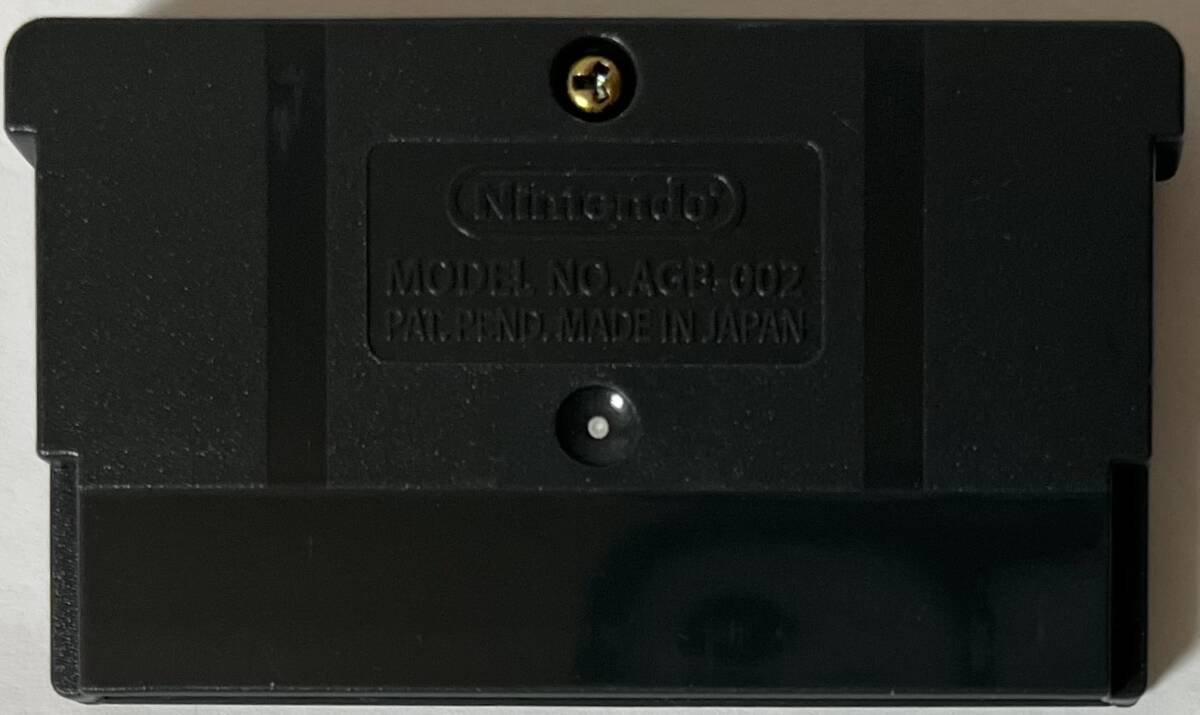 Nintendo
MODEL NO. AGB-002
PAT. PEND. MADE IN JAPAN